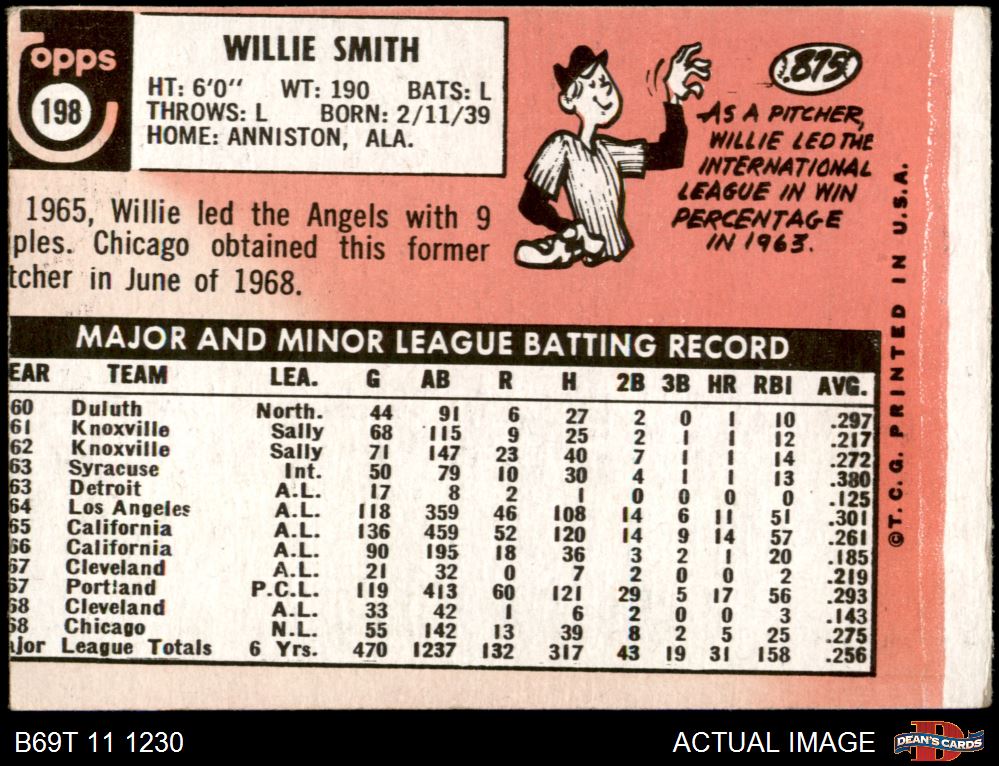 Topps
198
WILLIE SMITH
HT: 6'0" WT: 190 BATS: L
THROWS: L BORN: 2/11/39
HOME: ANNISTON, ALA.
.875
AS A PITCHER,
WILLIE LED THE
INTERNATIONAL
LEAGUE IN WIN
PERCENTAGE
IN 1963.
1965, Willie led the Angels with 9
ples. Chicago obtained this former
tcher in June of 1968.
MAJOR AND MINOR LEAGUE BATTING RECORD
EAR TEAM LEA. G AB R H 2B 3B HR RBI AVG.
60 Duluth North. 44 91 6 27 2 0 1 10 .297
61 Knoxville Sally 68 115 9 25 2 1 1 12 .217
62 Knoxville Sally 71 147 23 40 7 1 1 14 .272
63 Syracuse Int. 50 79 10 30 4 1 1 13 .380
63 Detroit A.L. 17 8 2 1 0 0 0 0 .125
64 Los Angeles A.L. 118 359 46 108 14 6 11 51 .301
65 California A.L. 136 459 52 120 14 9 14 57 .261
66 California A.L. 90 195 18 36 3 2 1 20 .185
67 Cleveland A.L. 21 32 0 7 2 0 0 2 .219
67 Portland P.C.L. 119 413 60 121 29 5 17 56 .293
68 Cleveland A.L. 33 42 1 6 2 0 0 3 .143
68 Chicago N.L. 55 142 13 39 8 2 5 25 .275
ajor League Totals 6 Yrs. 470 1237 132 317 43 19 31 158 .256
©T. C. G. PRINTED IN U.S.A.
B69T 11 1230
ACTUAL IMAGE
DEAN'S CARDS